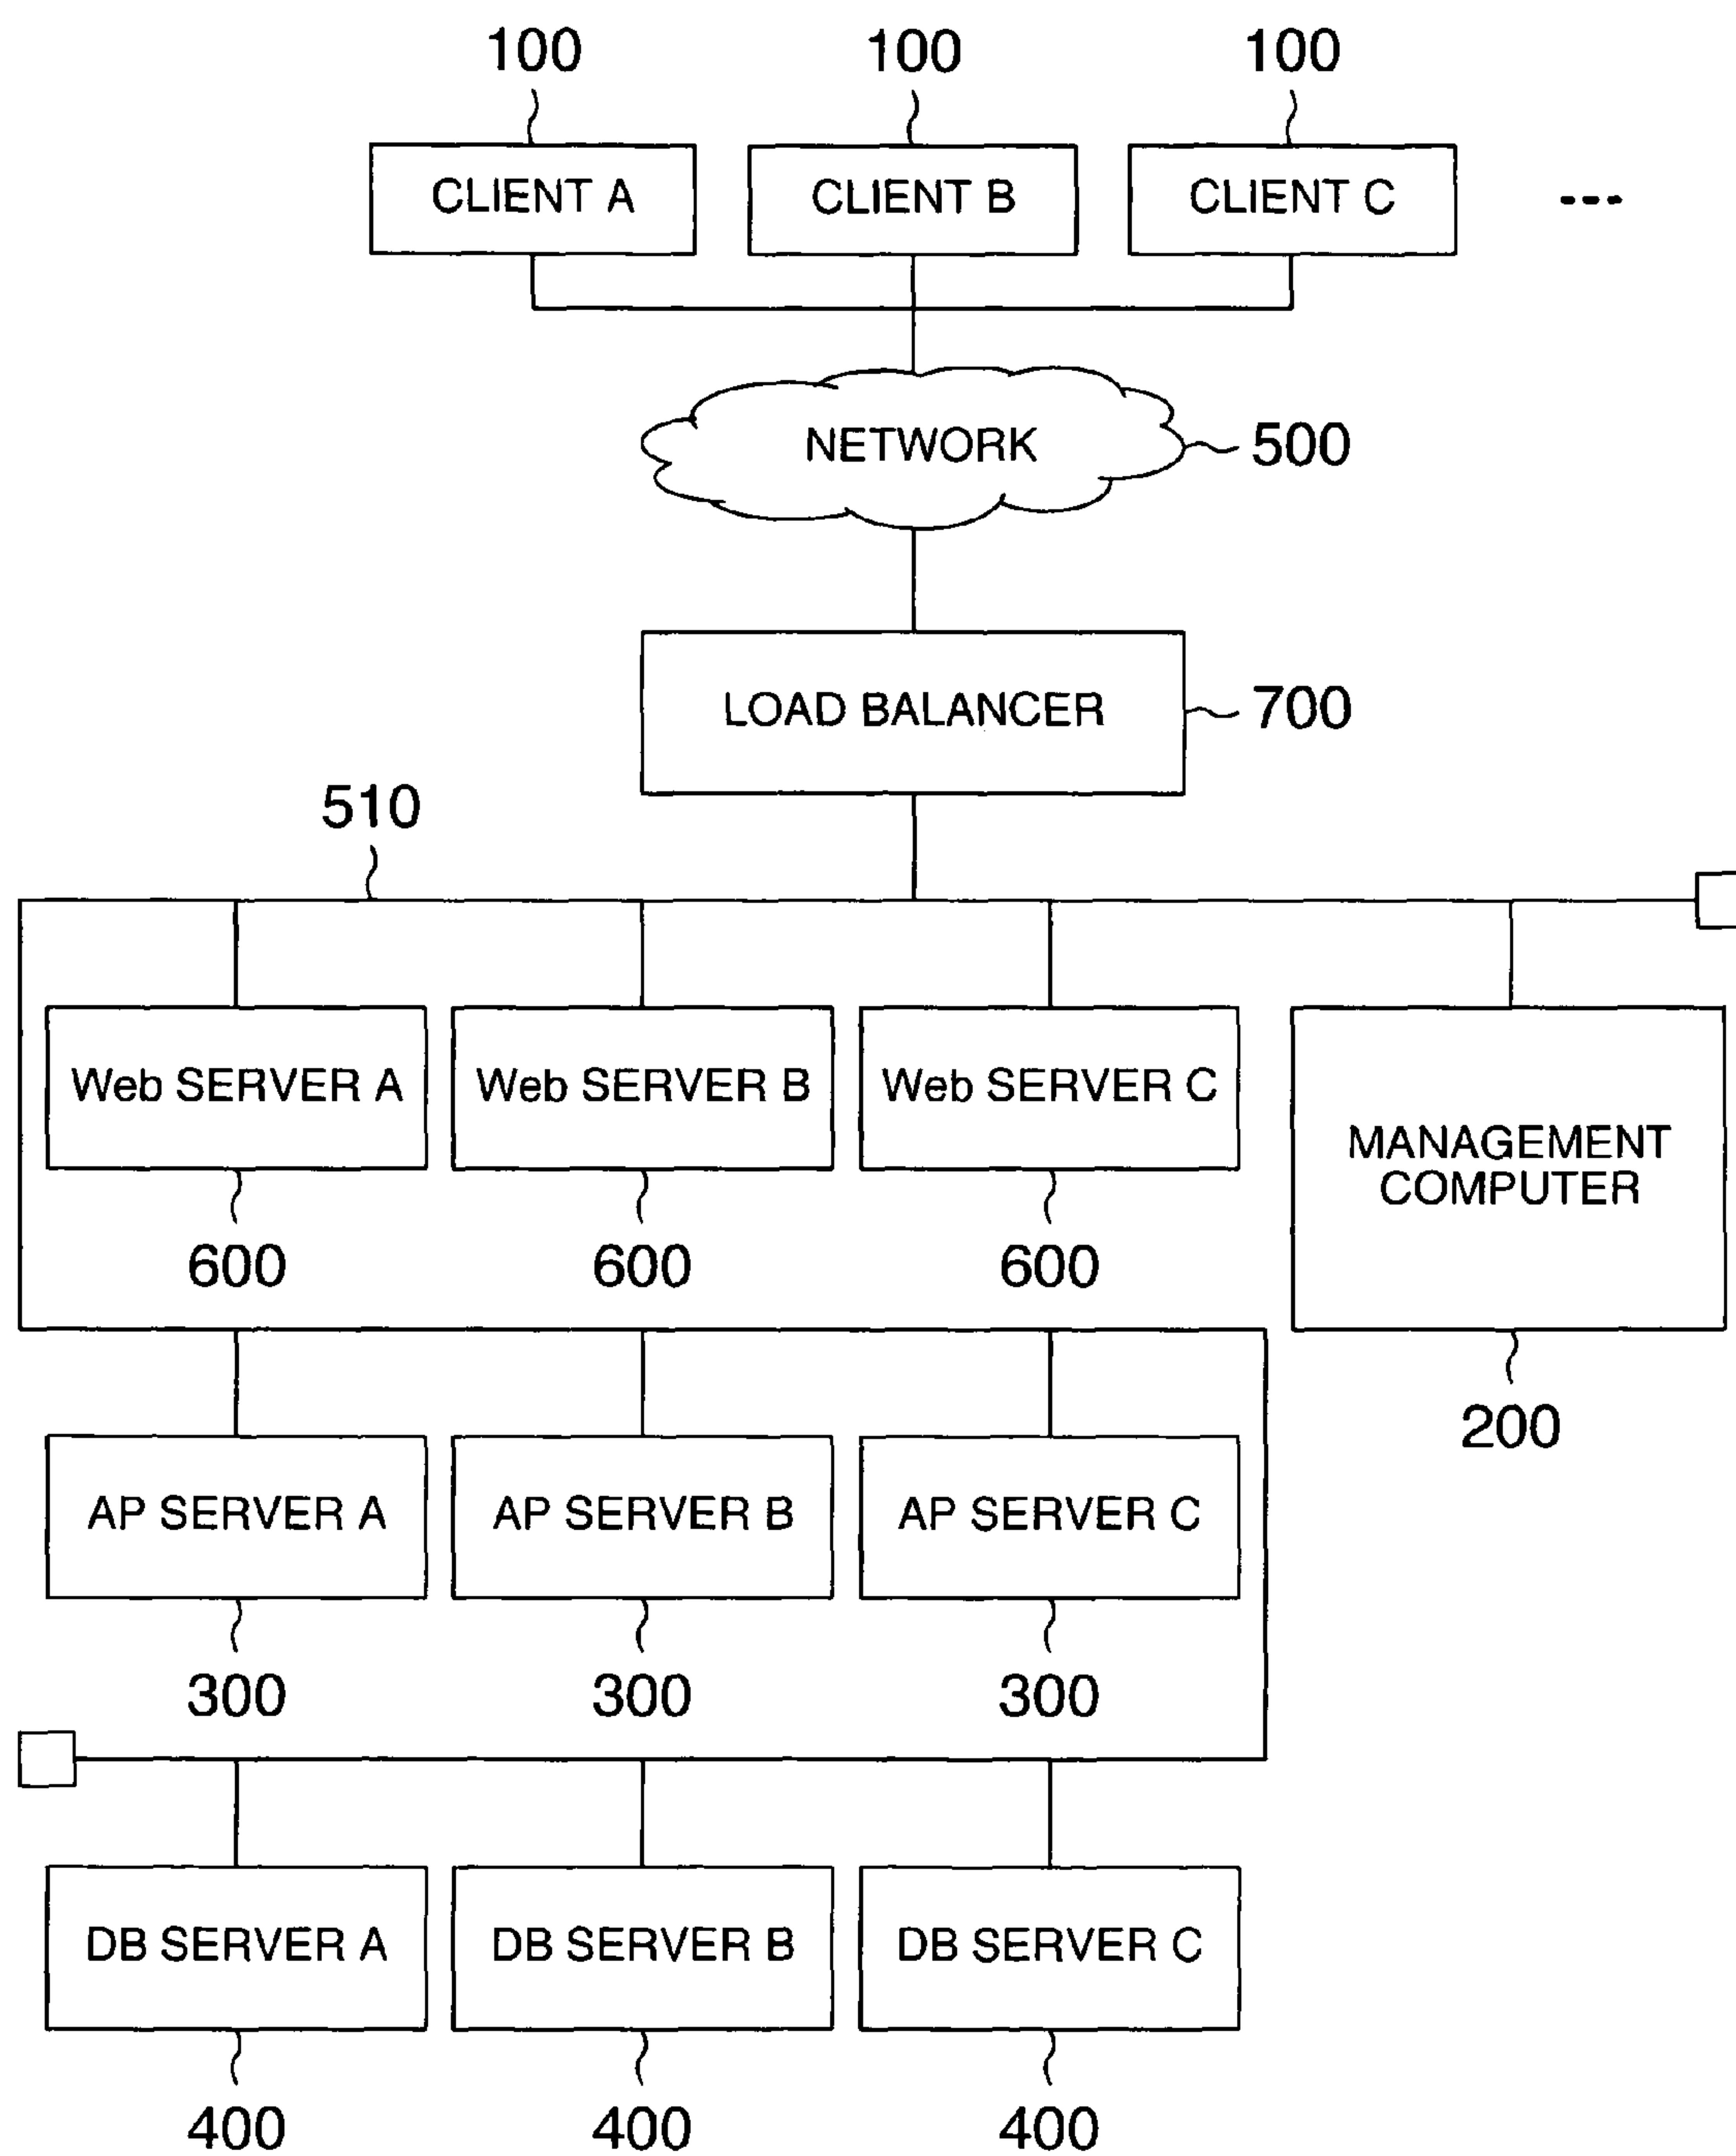 100 100 100
CLIENT A CLIENT B CLIENT C ---
NETWORK 500
LOAD BALANCER 700
510
Web SERVER A Web SERVER B Web SERVER C
MANAGEMENT
COMPUTER
600 600 600
200
AP SERVER A AP SERVER B AP SERVER C
300 300 300
DB SERVER A DB SERVER B DB SERVER C
400 400 400